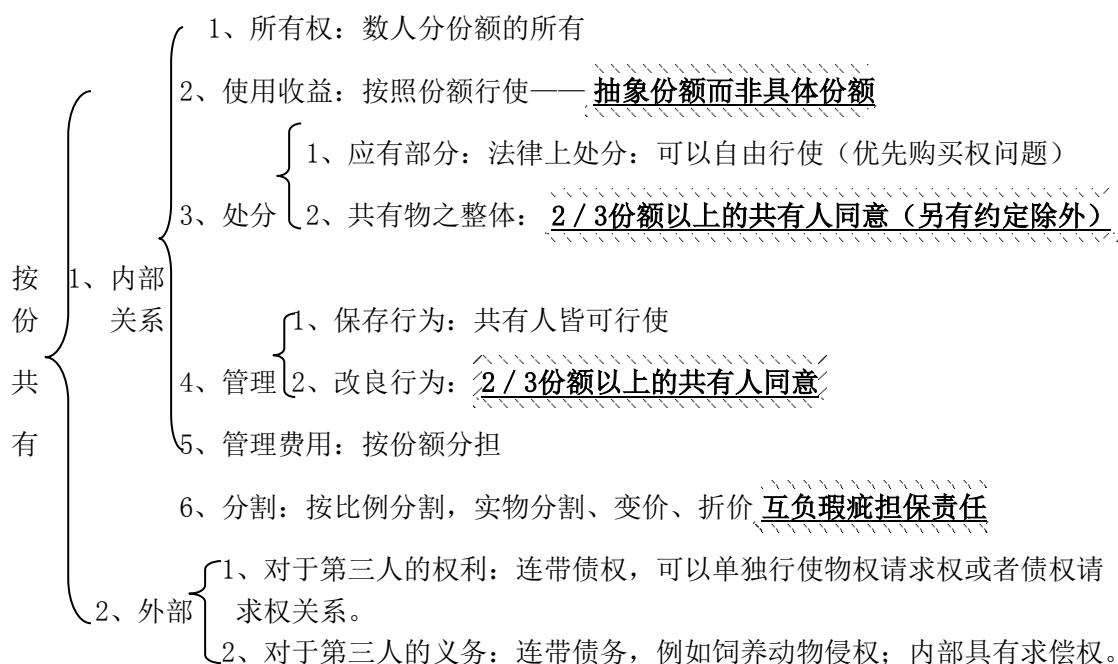 1、所有权：数人分份额的所有
2、使用收益：按照份额行使——抽象份额而非具体份额
1、应有部分：法律上处分：可以自由行使（优先购买权问题）
3、处分
2、共有物之整体：2／3份额以上的共有人同意（另有约定除外）
按份共有
1、内部关系
1、保存行为：共有人皆可行使
4、管理
2、改良行为：2／3份额以上的共有人同意
5、管理费用：按份额分担
6、分割：按比例分割，实物分割、变价、折价 互负瑕疵担保责任
1、对于第三人的权利：连带债权，可以单独行使物权请求权或者债权请
2、外部
求权关系。
2、对于第三人的义务：连带债务，例如饲养动物侵权；内部具有求偿权。